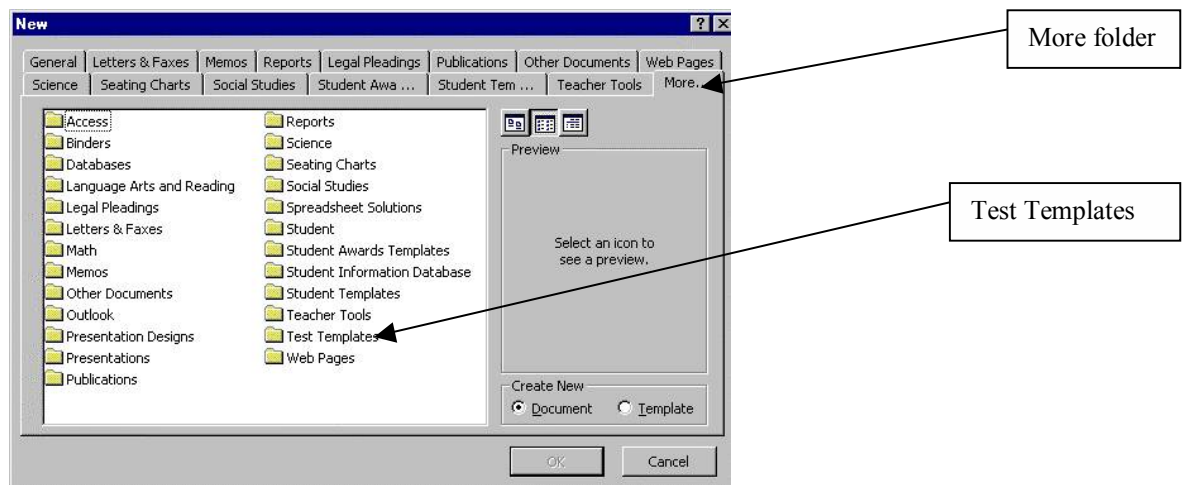 New
More folder
General Letters & Faxes Memos Reports Legal Pleadings Publications Other Documents Web Pages
Science Seating Charts Social Studies Student Awa ... Student Tem ... Teacher Tools More...
Access
Binders
Databases
Language Arts and Reading
Legal Pleadings
Letters & Faxes
Math
Memos
Other Documents
Outlook
Presentation Designs
Presentations
Publications
Reports
Science
Seating Charts
Social Studies
Spreadsheet Solutions
Student
Student Awards Templates
Student Information Database
Student Templates
Teacher Tools
Test Templates
Web Pages
Preview
Select an icon to
see a preview.
Test Templates
Create New
Document Template
OK Cancel